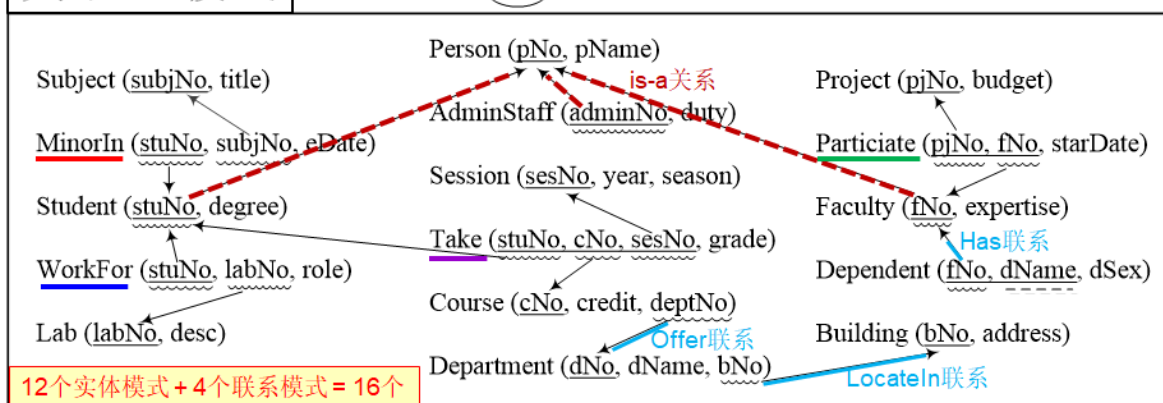 Person (pNo, pName)
Subject (subjNo, title)
is-a关系
Project (pjNo, budget)
AdminStaff (adminNo, duty)
MinorIn (stuNo, subjNo, eDate)
Particiate (pjNo, fNo, starDate)
Session (sesNo, year, season)
Student (stuNo, degree)
Faculty (fNo, expertise)
Take (stuNo, cNo, sesNo, grade)
Has联系
WorkFor (stuNo, labNo, role)
Dependent (fNo, dName, dSex)
Course (cNo, credit, deptNo)
Lab (labNo, desc)
Offer联系
Building (bNo, address)
Department (dNo, dName, bNo)
LocateIn联系
12个实体模式+4个联系模式=16个